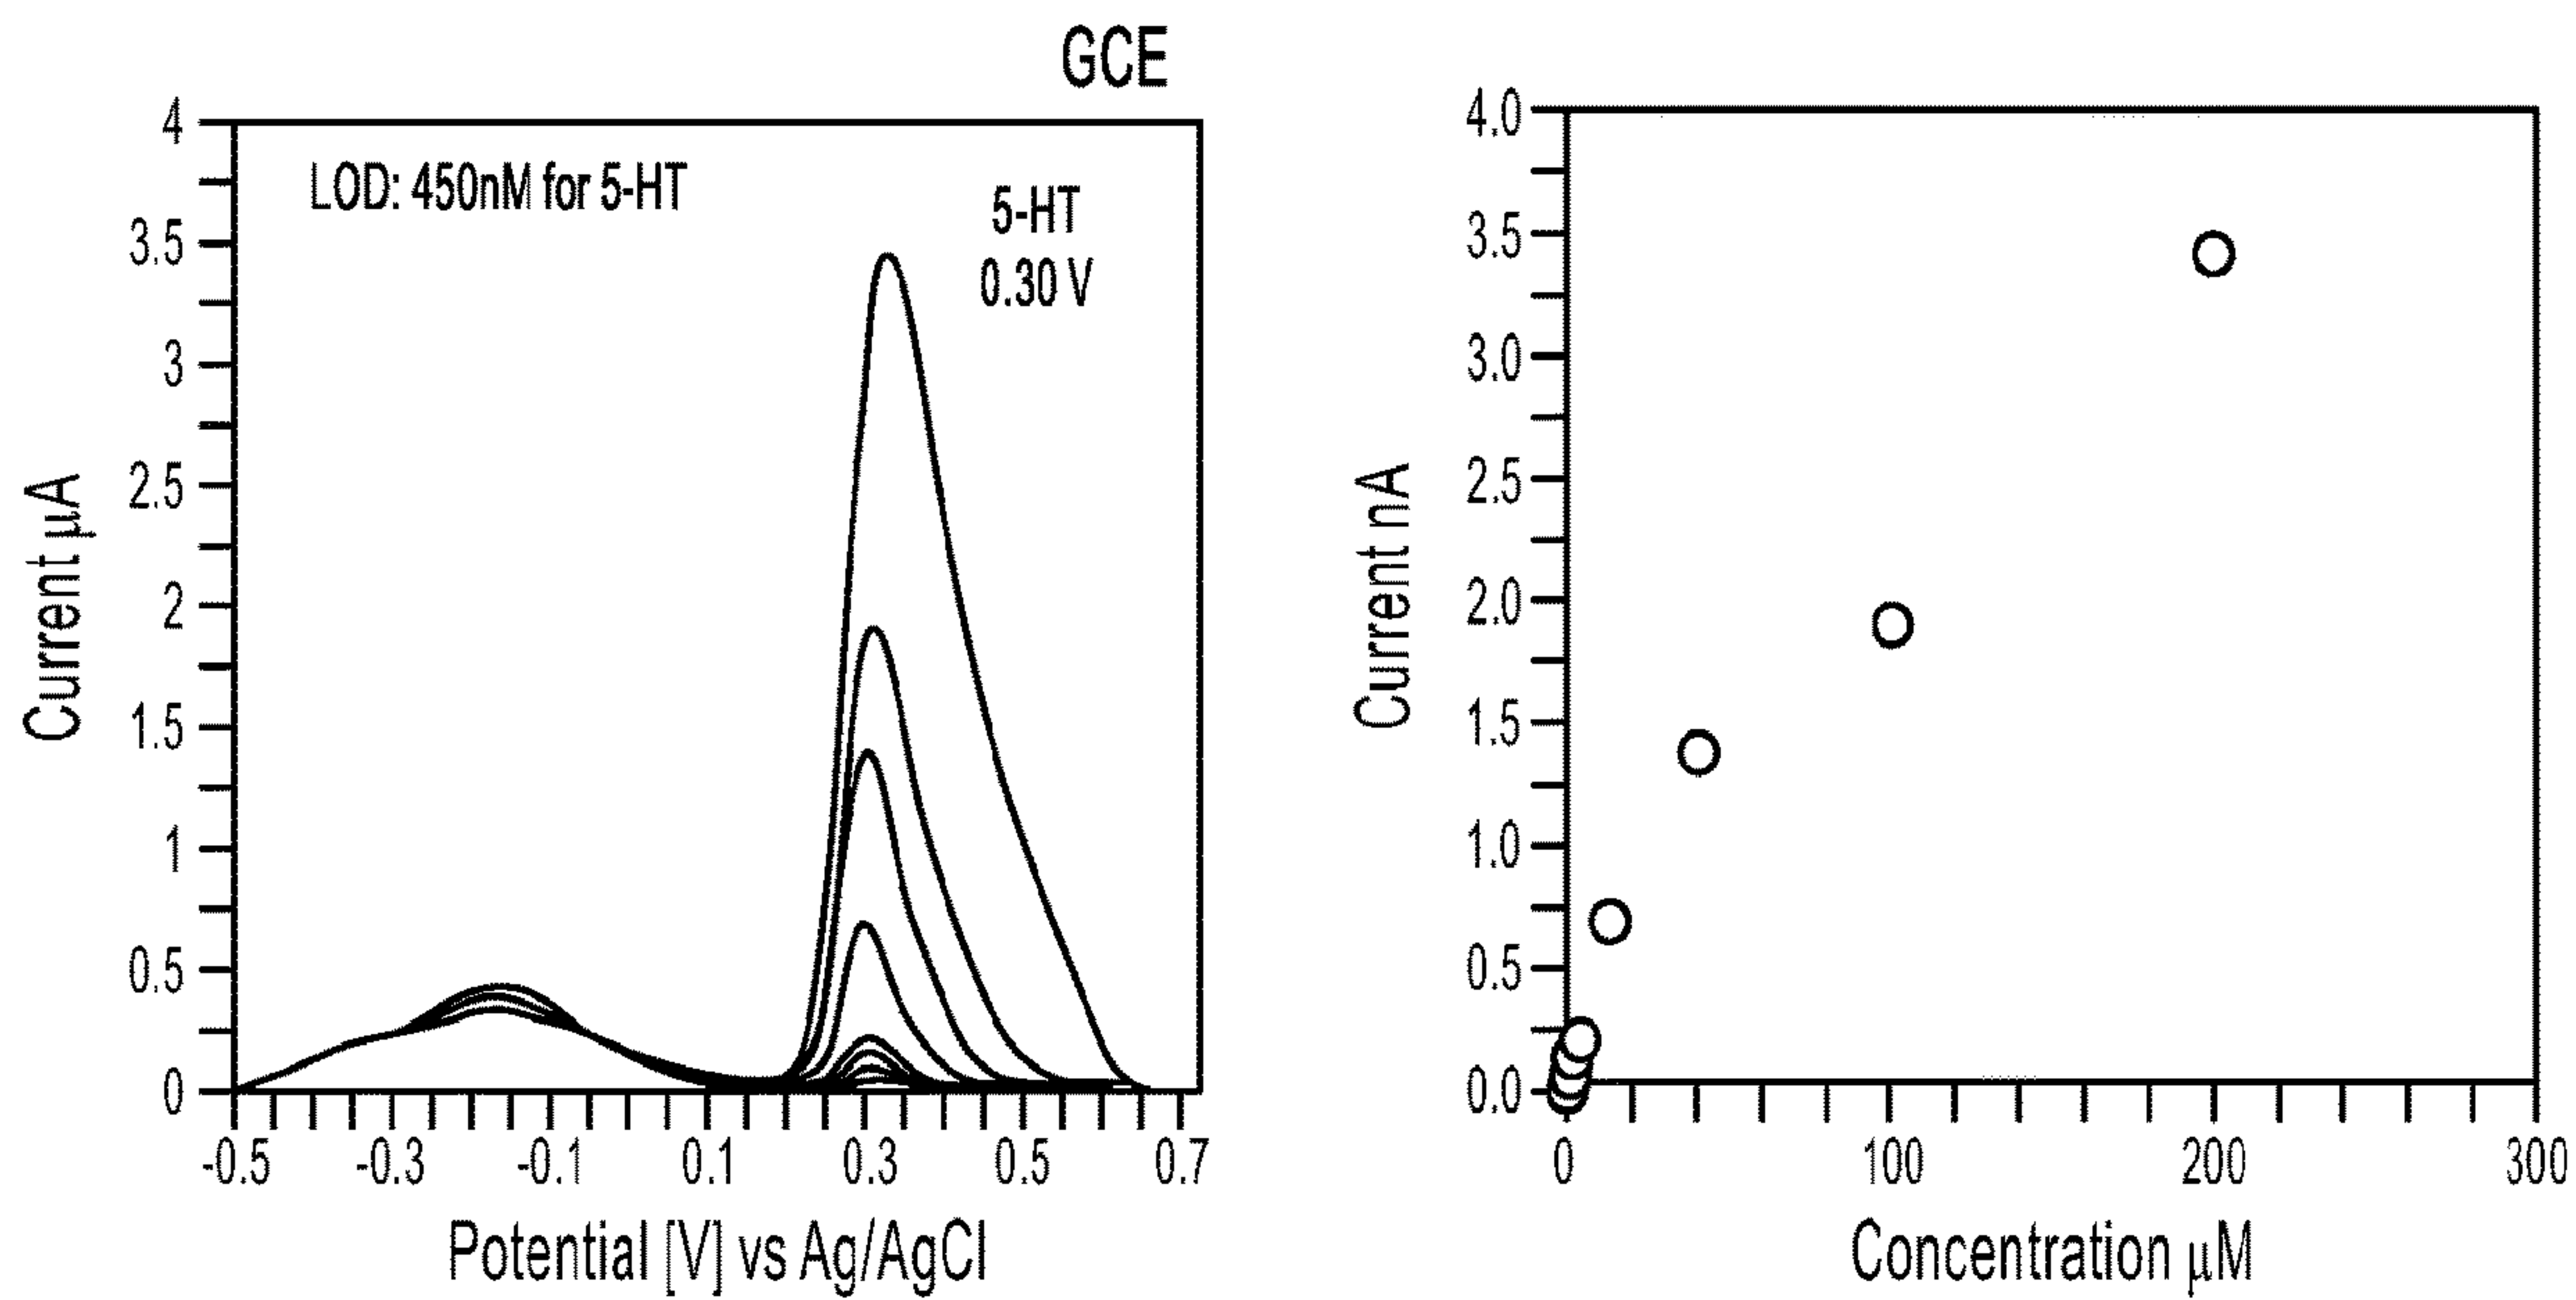 GCE
LOD: 450nM for 5-HT
5-HT
0.30 V
Current μA
4
3.5
3
2.5
2
1.5
1
0.5
0
-0.5 -0.3 -0.1 0.1 0.3 0.5 0.7
Potential [V] vs Ag/AgCl
Current nA
4.0
3.5
3.0
2.5
2.0
1.5
1.0
0.5
0.0
0 100 200 300
Concentration μM